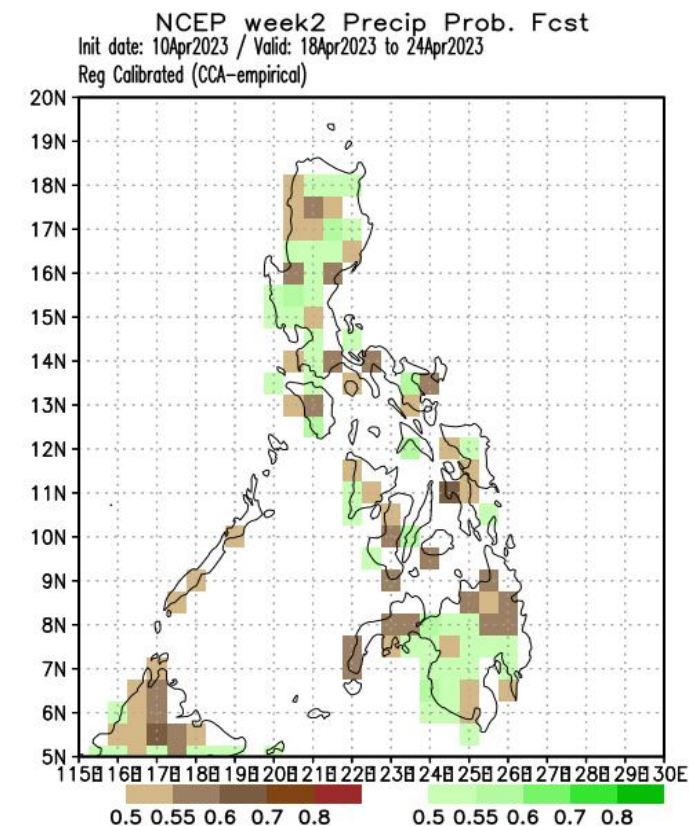 NCEP week2 Precip Prob. Fcst
Init date: 10Apr2023 / Valid: 18Apr2023 to 24Apr2023
Reg Calibrated (CCA-empirical)
20N
19N
18N
17N
16N
15N
14N
13N
12N
11N
10N
9N
8N
7N
6N
5N
115E 116E 117E 118E 119E 120E 121E 122E 123E 124E 125E 126E 127E 128E 129E 130E
0.5 0.55 0.6 0.7 0.8 0.5 0.55 0.6 0.7 0.8